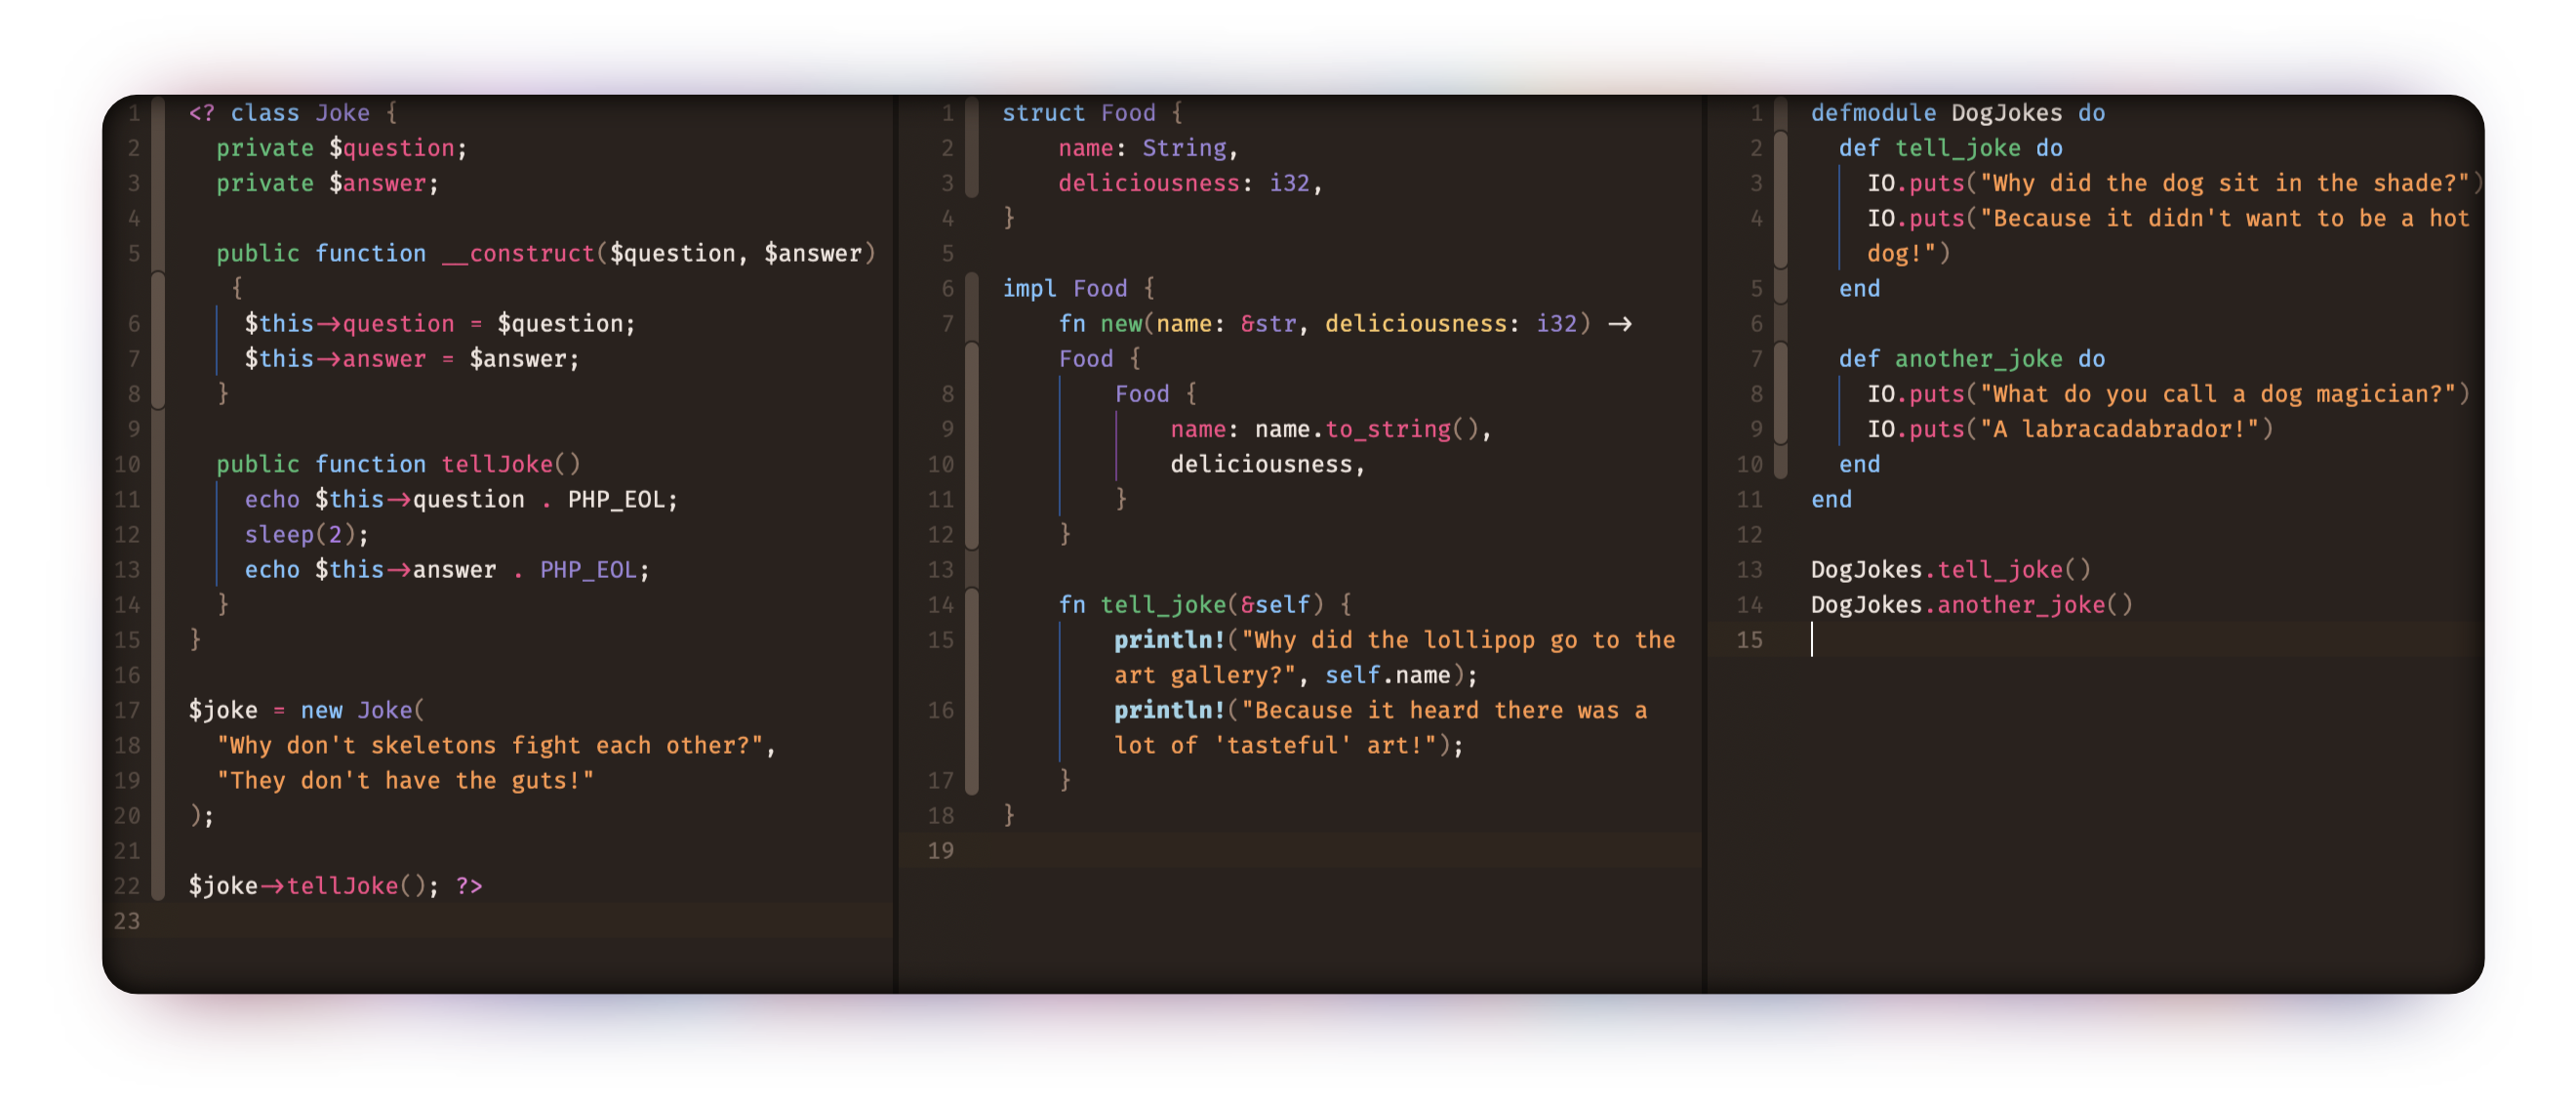 1 <? class Joke {
2 private $question;
3 private $answer;
4
5 public function __construct($question, $answer)
{
6 $this->question = $question;
7 $this->answer = $answer;
8 }
9
10 public function tellJoke()
11 echo $this->question . PHP_EOL;
12 sleep(2);
13 echo $this->answer . PHP_EOL;
14 }
15 }
16
17 $joke = new Joke(
18 "Why don't skeletons fight each other?",
19 "They don't have the guts!"
20 );
21
22 $joke->tellJoke(); ?>
23
1 struct Food {
2 name: String,
3 deliciousness: i32,
4 }
5
6 impl Food {
7 fn new(name: &str, deliciousness: i32) ->
Food {
8 Food {
9 name: name.to_string(),
10 deliciousness,
11 }
12 }
13
14 fn tell_joke(&self) {
15 println!("Why did the lollipop go to the
art gallery?", self.name);
16 println!("Because it heard there was a
lot of 'tasteful' art!");
17 }
18 }
19
1 defmodule DogJokes do
2 def tell_joke do
3 IO.puts("Why did the dog sit in the shade?")
4 IO.puts("Because it didn't want to be a hot
dog!")
5 end
6
7 def another_joke do
8 IO.puts("What do you call a dog magician?")
9 IO.puts("A labracadabrador!")
10 end
11 end
12
13 DogJokes.tell_joke()
14 DogJokes.another_joke()
15